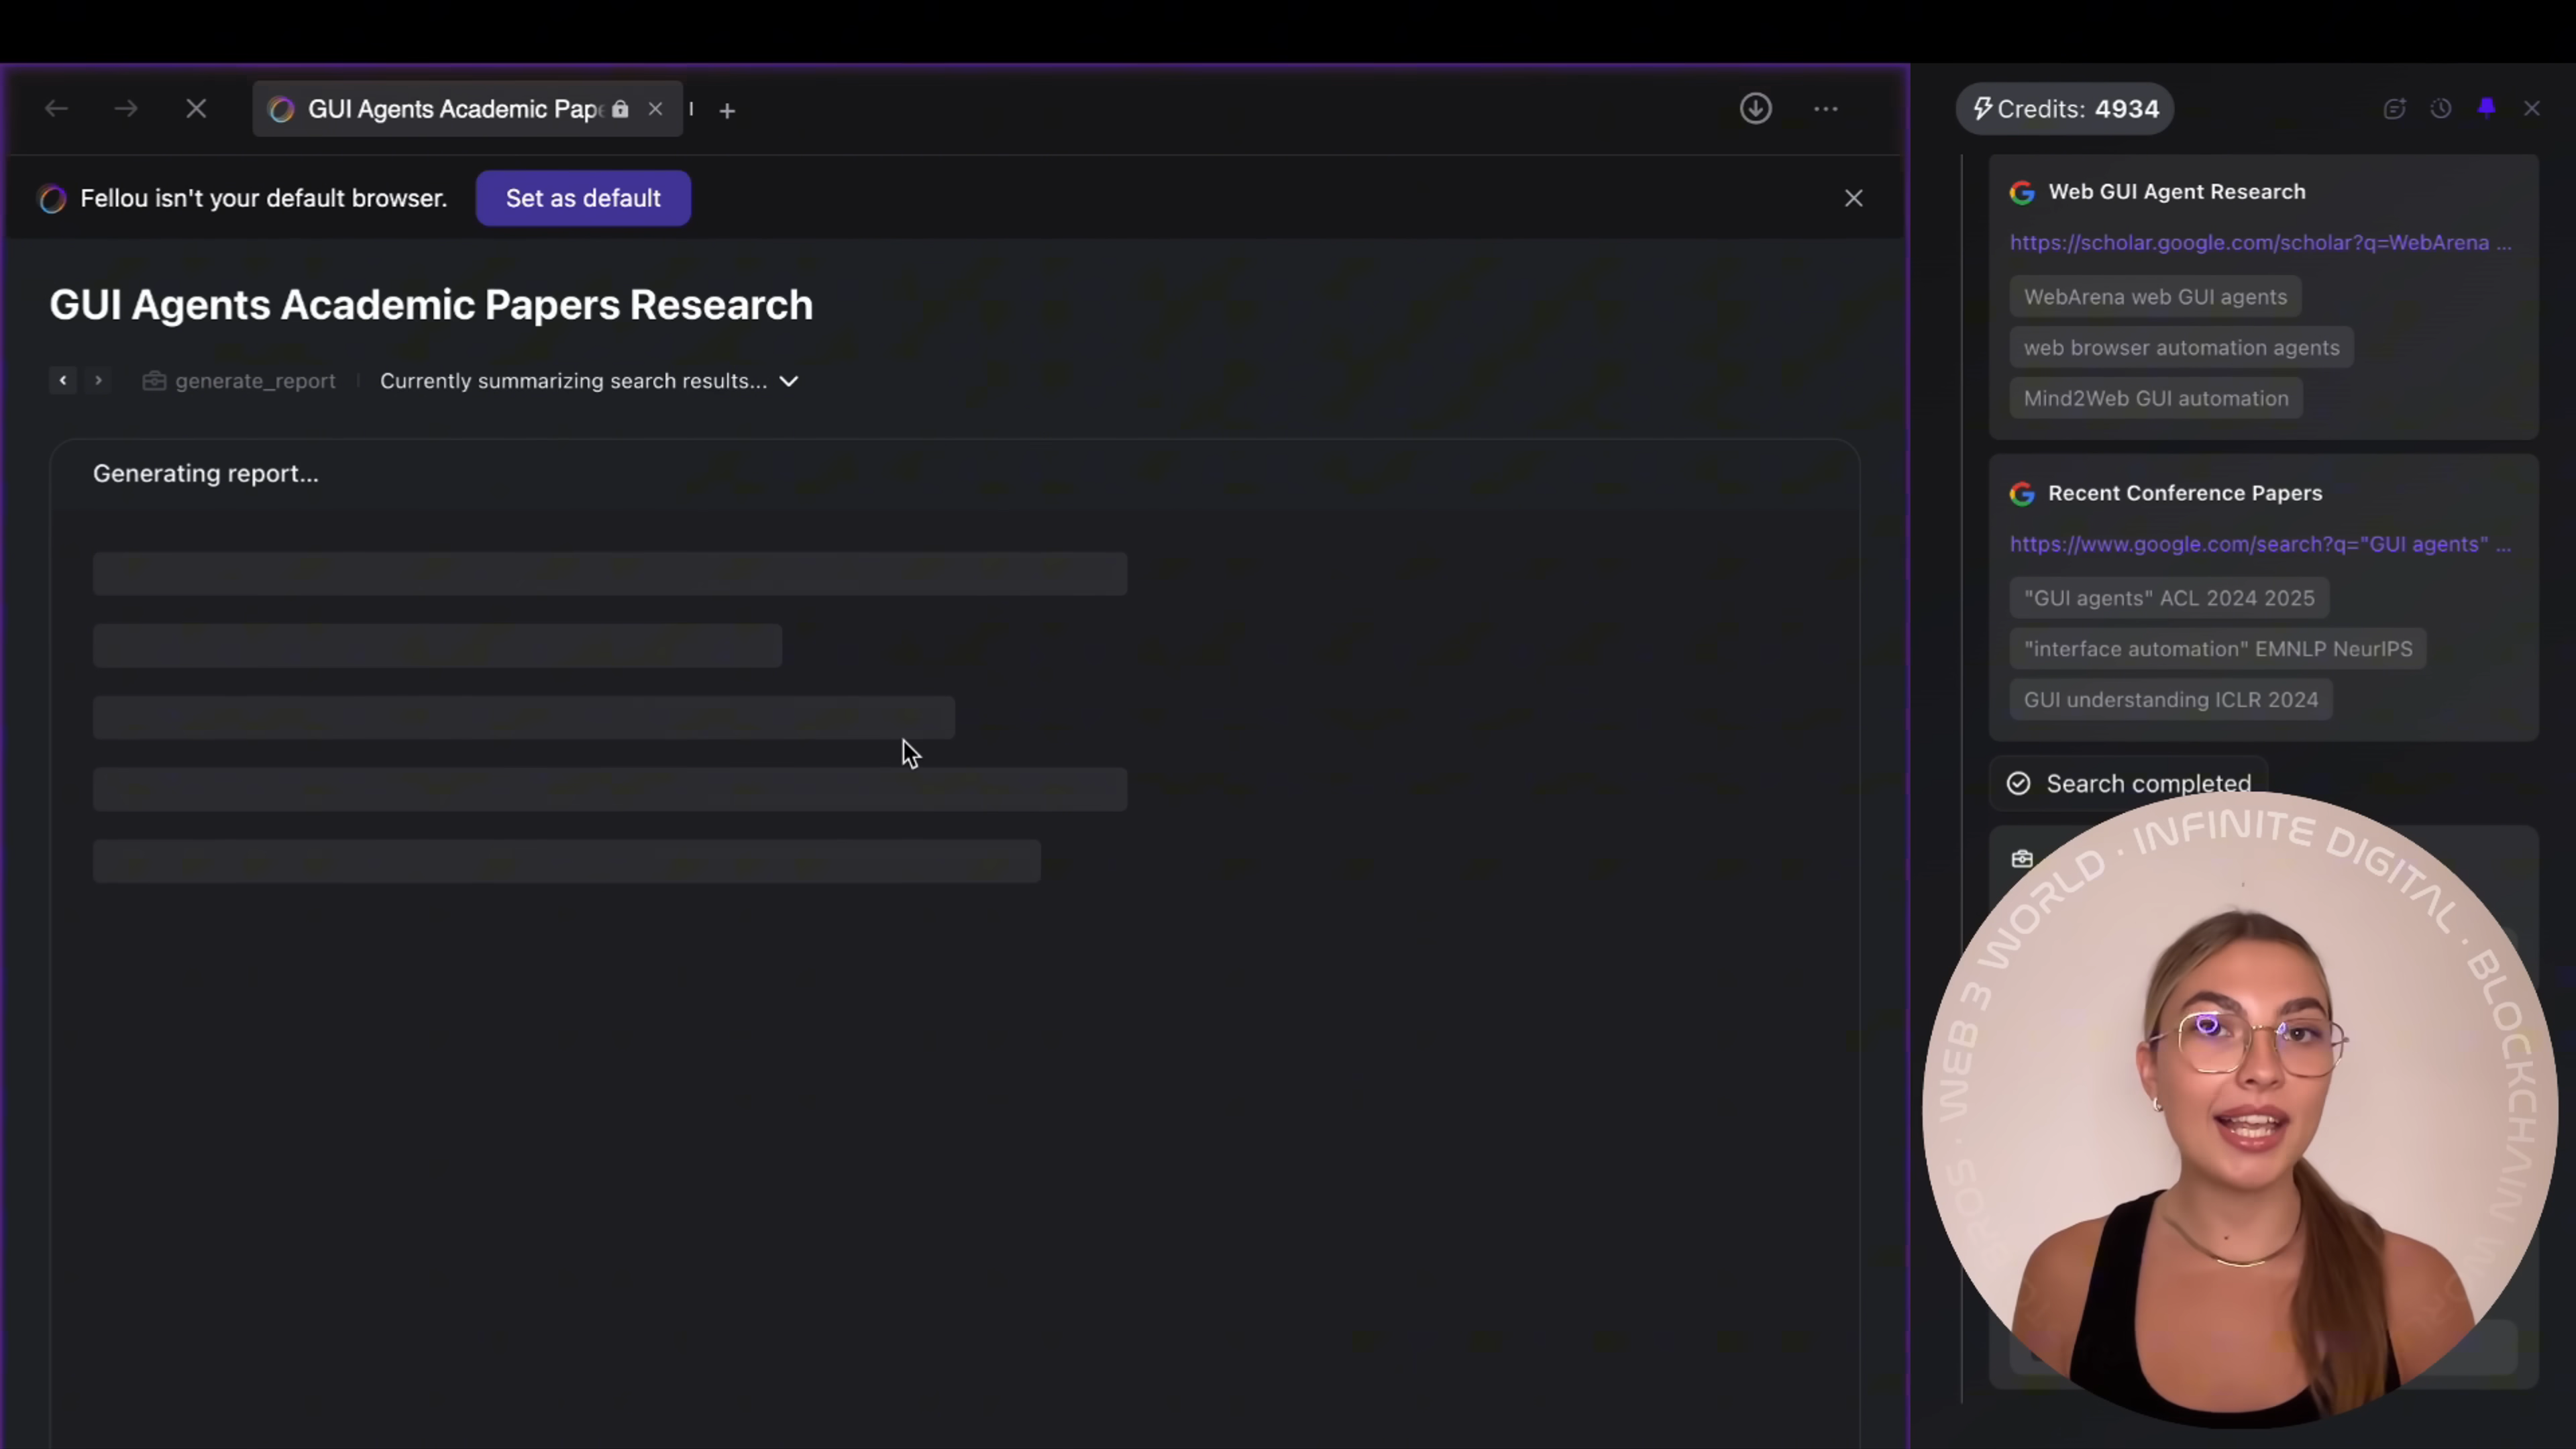 GUI Agents Academic Pap
Credits: 4934
Fellou isn't your default browser.
Set as default
GUI Agents Academic Papers Research
generate_report
Currently summarizing search results...
Generating report...
Web GUI Agent Research
https://scholar.google.com/scholar?q=WebArena ...
WebArena web GUI agents
web browser automation agents
Mind2Web GUI automation
Recent Conference Papers
https://www.google.com/search?q="GUI agents" ...
"GUI agents" ACL 2024 2025
"interface automation" EMNLP NeurIPS
GUI understanding ICLR 2024
Search completed
WEB 3 WORLD · INFINITE DIGITAL · BLOCKCHAIN